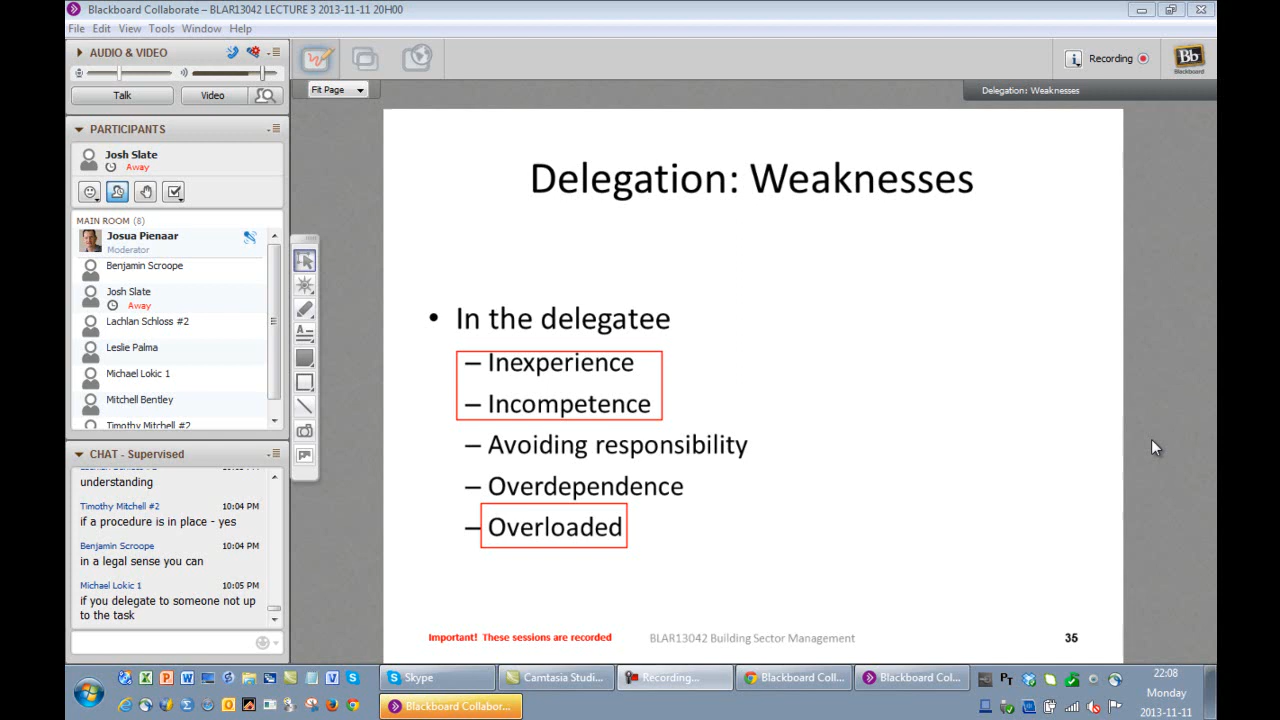 Blackboard Collaborate – BLAR13042 LECTURE 3 2013-11-11 20H00
File Edit View Tools Window Help
AUDIO & VIDEO
Talk
Video
PARTICIPANTS
Josh Slate
Away
MAIN ROOM (8)
Josua Pienaar
Moderator
Benjamin Scroope
Josh Slate
Away
Lachlan Schloss #2
Leslie Palma
Michael Lokic 1
Mitchell Bentley
Timothy Mitchell #2
CHAT - Supervised
understanding
Timothy Mitchell #2 10:04 PM
if a procedure is in place - yes
Benjamin Scroope 10:04 PM
in a legal sense you can
Michael Lokic 1 10:05 PM
if you delegate to someone not up
to the task
Recording
Bb
Blackboard
Fit Page
Delegation: Weaknesses
Delegation: Weaknesses
• In the delegatee
– Inexperience
– Incompetence
– Avoiding responsibility
– Overdependence
– Overloaded
Important! These sessions are recorded
BLAR13042 Building Sector Management
35
Skype
Camtasia Studi...
Recording...
Blackboard Coll...
Blackboard Col...
Blackboard Collabor...
22:08
Monday
2013-11-11